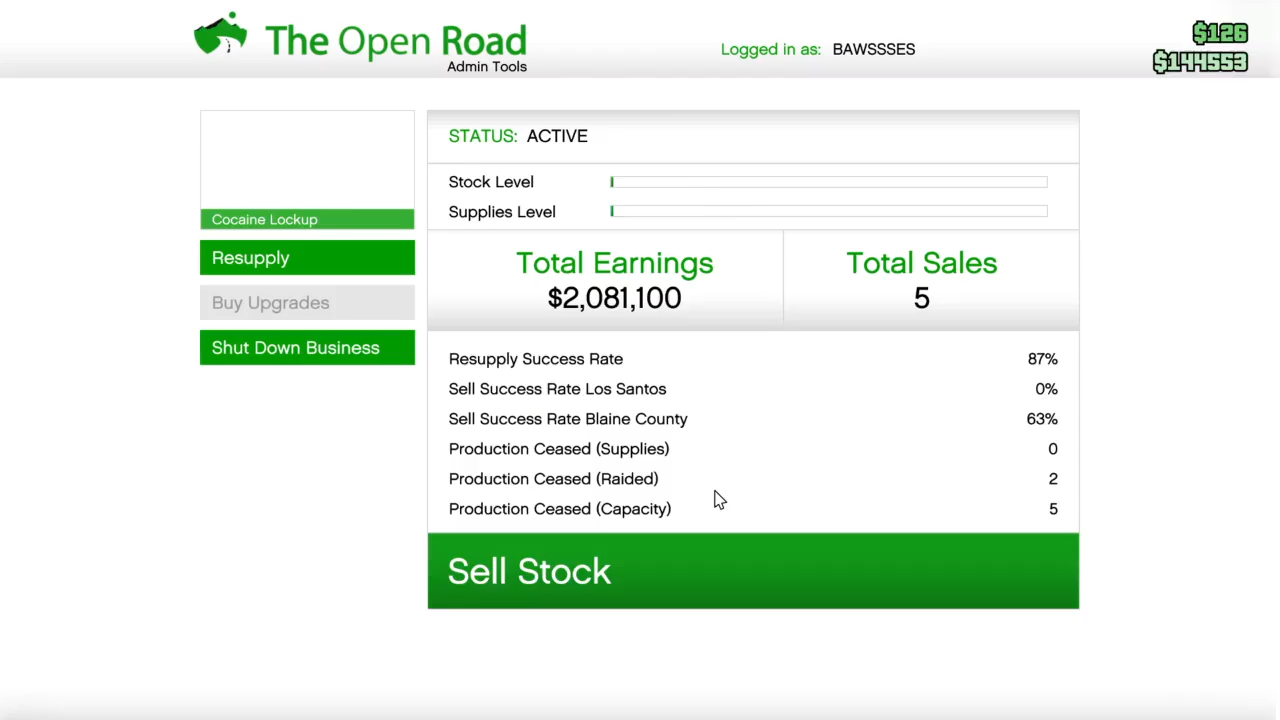 The Open Road
Admin Tools
Logged in as: BAWSSSES
$126
$144553
Cocaine Lockup
Resupply
Buy Upgrades
Shut Down Business
STATUS: ACTIVE
Stock Level
Supplies Level
Total Earnings
$2,081,100
Total Sales
5
Resupply Success Rate 87%
Sell Success Rate Los Santos 0%
Sell Success Rate Blaine County 63%
Production Ceased (Supplies) 0
Production Ceased (Raided) 2
Production Ceased (Capacity) 5
Sell Stock